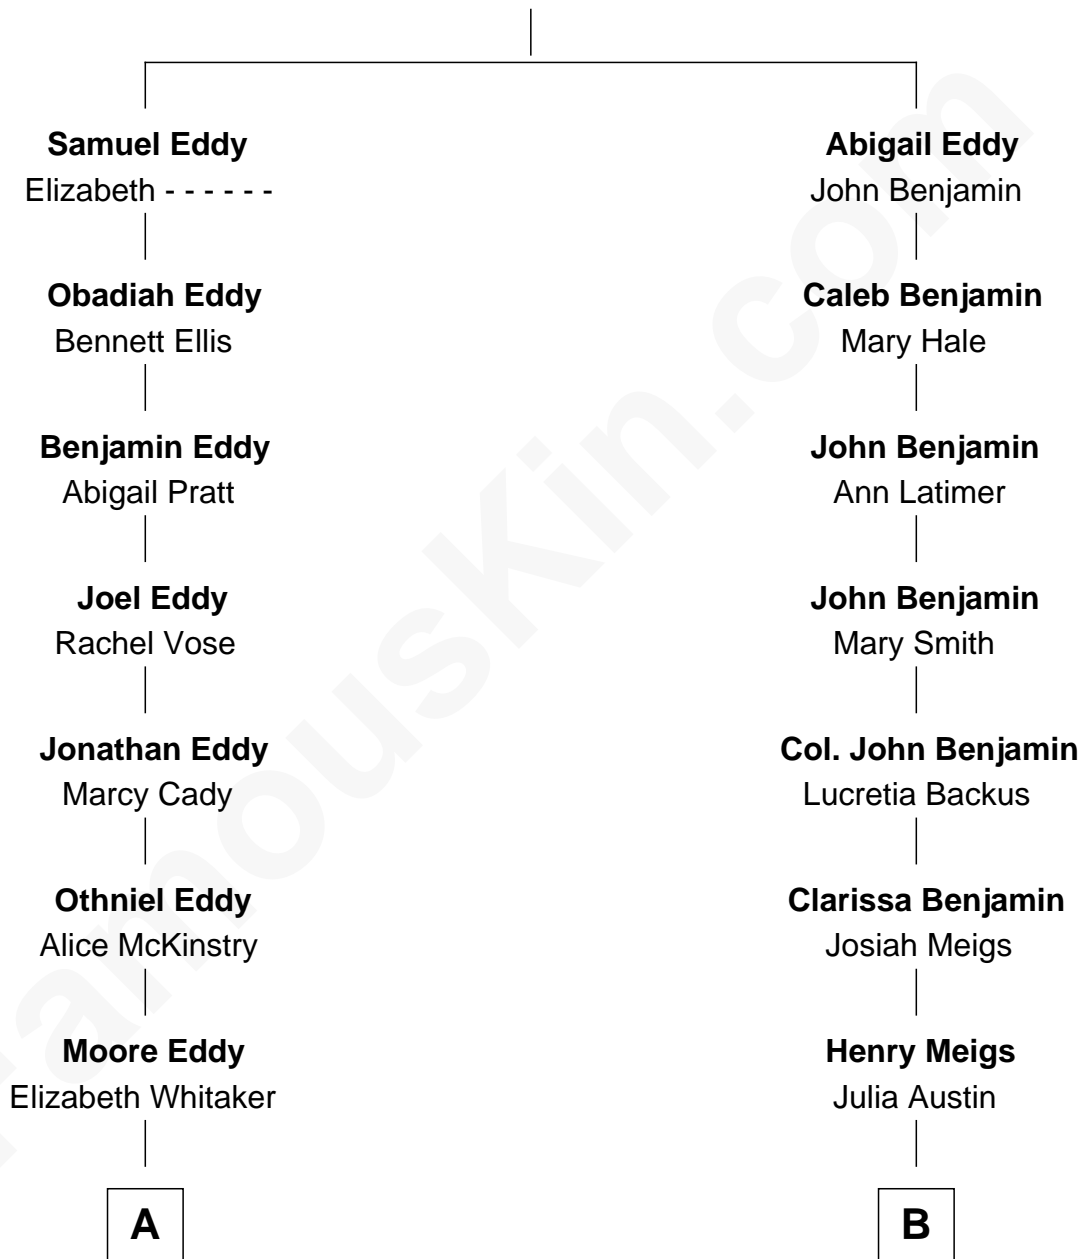 Samuel Eddy
Elizabeth - - - - - -
Obadiah Eddy
Bennett Ellis
Benjamin Eddy
Abigail Pratt
Joel Eddy
Rachel Vose
Jonathan Eddy
Marcy Cady
Othniel Eddy
Alice McKinstry
Moore Eddy
Elizabeth Whitaker
A
Abigail Eddy
John Benjamin
Caleb Benjamin
Mary Hale
John Benjamin
Ann Latimer
John Benjamin
Mary Smith
Col. John Benjamin
Lucretia Backus
Clarissa Benjamin
Josiah Meigs
Henry Meigs
Julia Austin
B
FamousKin.com